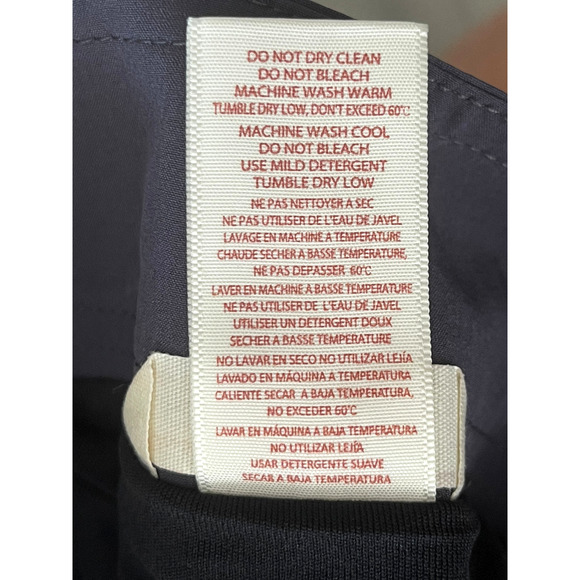 DO NOT DRY CLEAN
DO NOT BLEACH
MACHINE WASH WARM
TUMBLE DRY LOW, DON'T EXCEED 60°C
MACHINE WASH COOL
DO NOT BLEACH
USE MILD DETERGENT
TUMBLE DRY LOW
NE PAS NETTOYER A SEC
NE PAS UTILISER DE L'EAU DE JAVEL
LAVAGE EN MACHINE A TEMPERATURE
CHAUDE SECHER A BASSE TEMPERATURE,
NE PAS DEPASSER 60°C
LAVER EN MACHINE A BASSE TEMPERATURE
NE PAS UTILISER DE L'EAU DE JAVEL
UTILISER UN DETERGENT DOUX
SECHER A BASSE TEMPERATURE
NO LAVAR EN SECO NO UTILIZAR LEJÍA
LAVADO EN MÁQUINA A TEMPERATURA
CALIENTE SECAR A BAJA TEMPERATURA,
NO EXCEDER 60°C
LAVAR EN MÁQUINA A BAJA TEMPERATURA
NO UTILIZAR LEJÍA
USAR DETERGENTE SUAVE
SECAR A BAJA TEMPERATURA